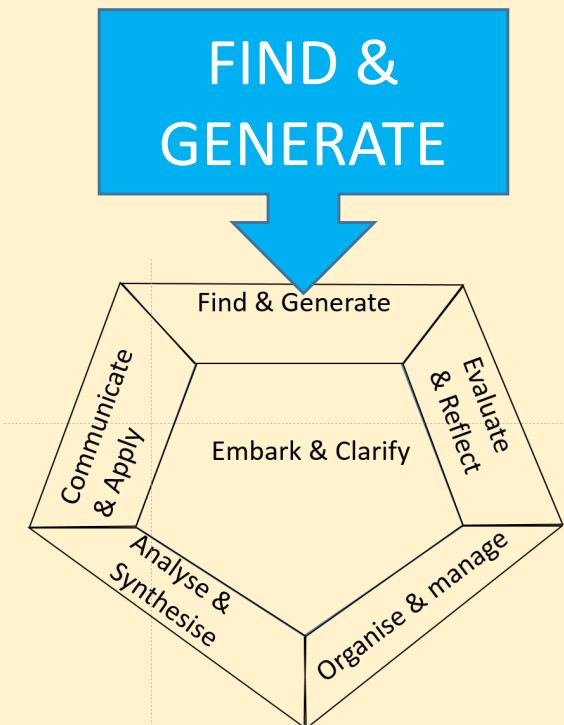 FIND &
GENERATE
Find & Generate
Evaluate
& Reflect
Embark & Clarify
Communicate
& Apply
Analyse &
Synthesise
Organise & manage